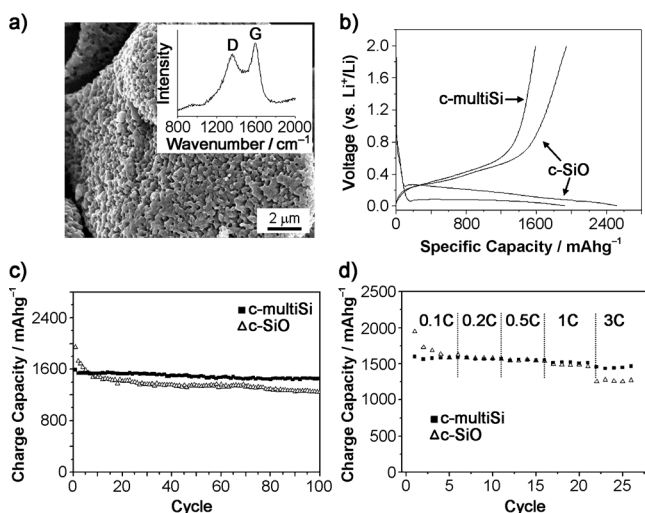 a)
D
G
Intensity
800 1200 1600 2000
Wavenumber / cm⁻¹
2 µm
b)
Voltage (vs. Li⁺/Li)
2.0
1.6
1.2
0.8
0.4
0.0
c-multiSi
c-SiO
0 800 1600 2400
Specific Capacity / mAhg⁻¹
c)
Charge Capacity / mAhg⁻¹
2400
1600
800
0
c-multiSi
c-SiO
0 20 40 60 80 100
Cycle
d)
Charge Capacity / mAhg⁻¹
2500
2000
1500
1000
500
0
0.1C 0.2C 0.5C 1C 3C
c-multiSi
c-SiO
0 5 10 15 20 25
Cycle